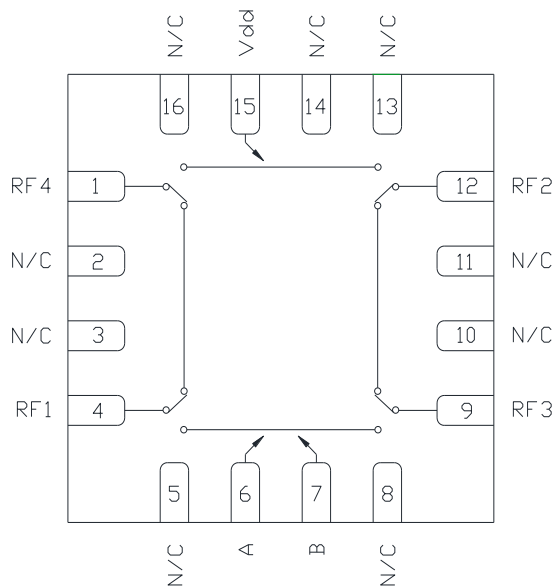 N/C Vdd N/C N/C
16 15 14 13
RF4 1 12 RF2
N/C 2 11 N/C
N/C 3 10 N/C
RF1 4 9 RF3
5 6 7 8
N/C A B N/C